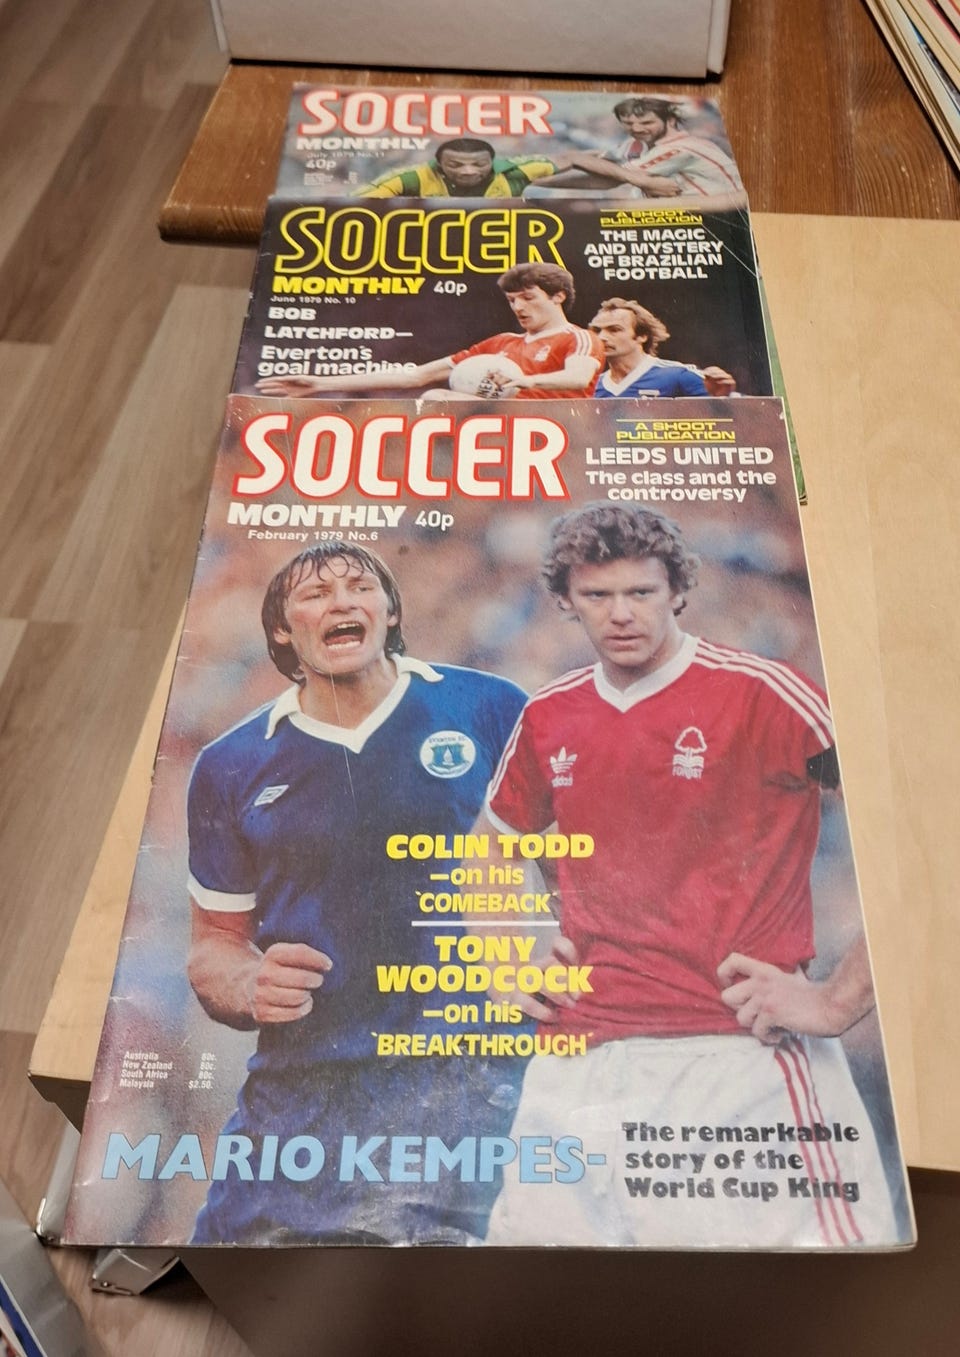 SOCCER
MONTHLY
July 1979 No.11
40p
SOCCER
MONTHLY 40p
June 1979 No. 10
BOB
LATCHFORD—
Everton's
goal machine
A SHOOT
PUBLICATION
THE MAGIC
AND MYSTERY
OF BRAZILIAN
FOOTBALL
SOCCER
MONTHLY 40p
February 1979 No.6
A SHOOT
PUBLICATION
LEEDS UNITED
The class and the
controversy
EVERTON F.C.
adidas
FOREST
COLIN TODD
—on his
'COMEBACK'
TONY
WOODCOCK
—on his
'BREAKTHROUGH'
Australia 80c.
New Zealand 80c.
South Africa 80c.
Malaysia $2.50.
MARIO KEMPES-
The remarkable
story of the
World Cup King